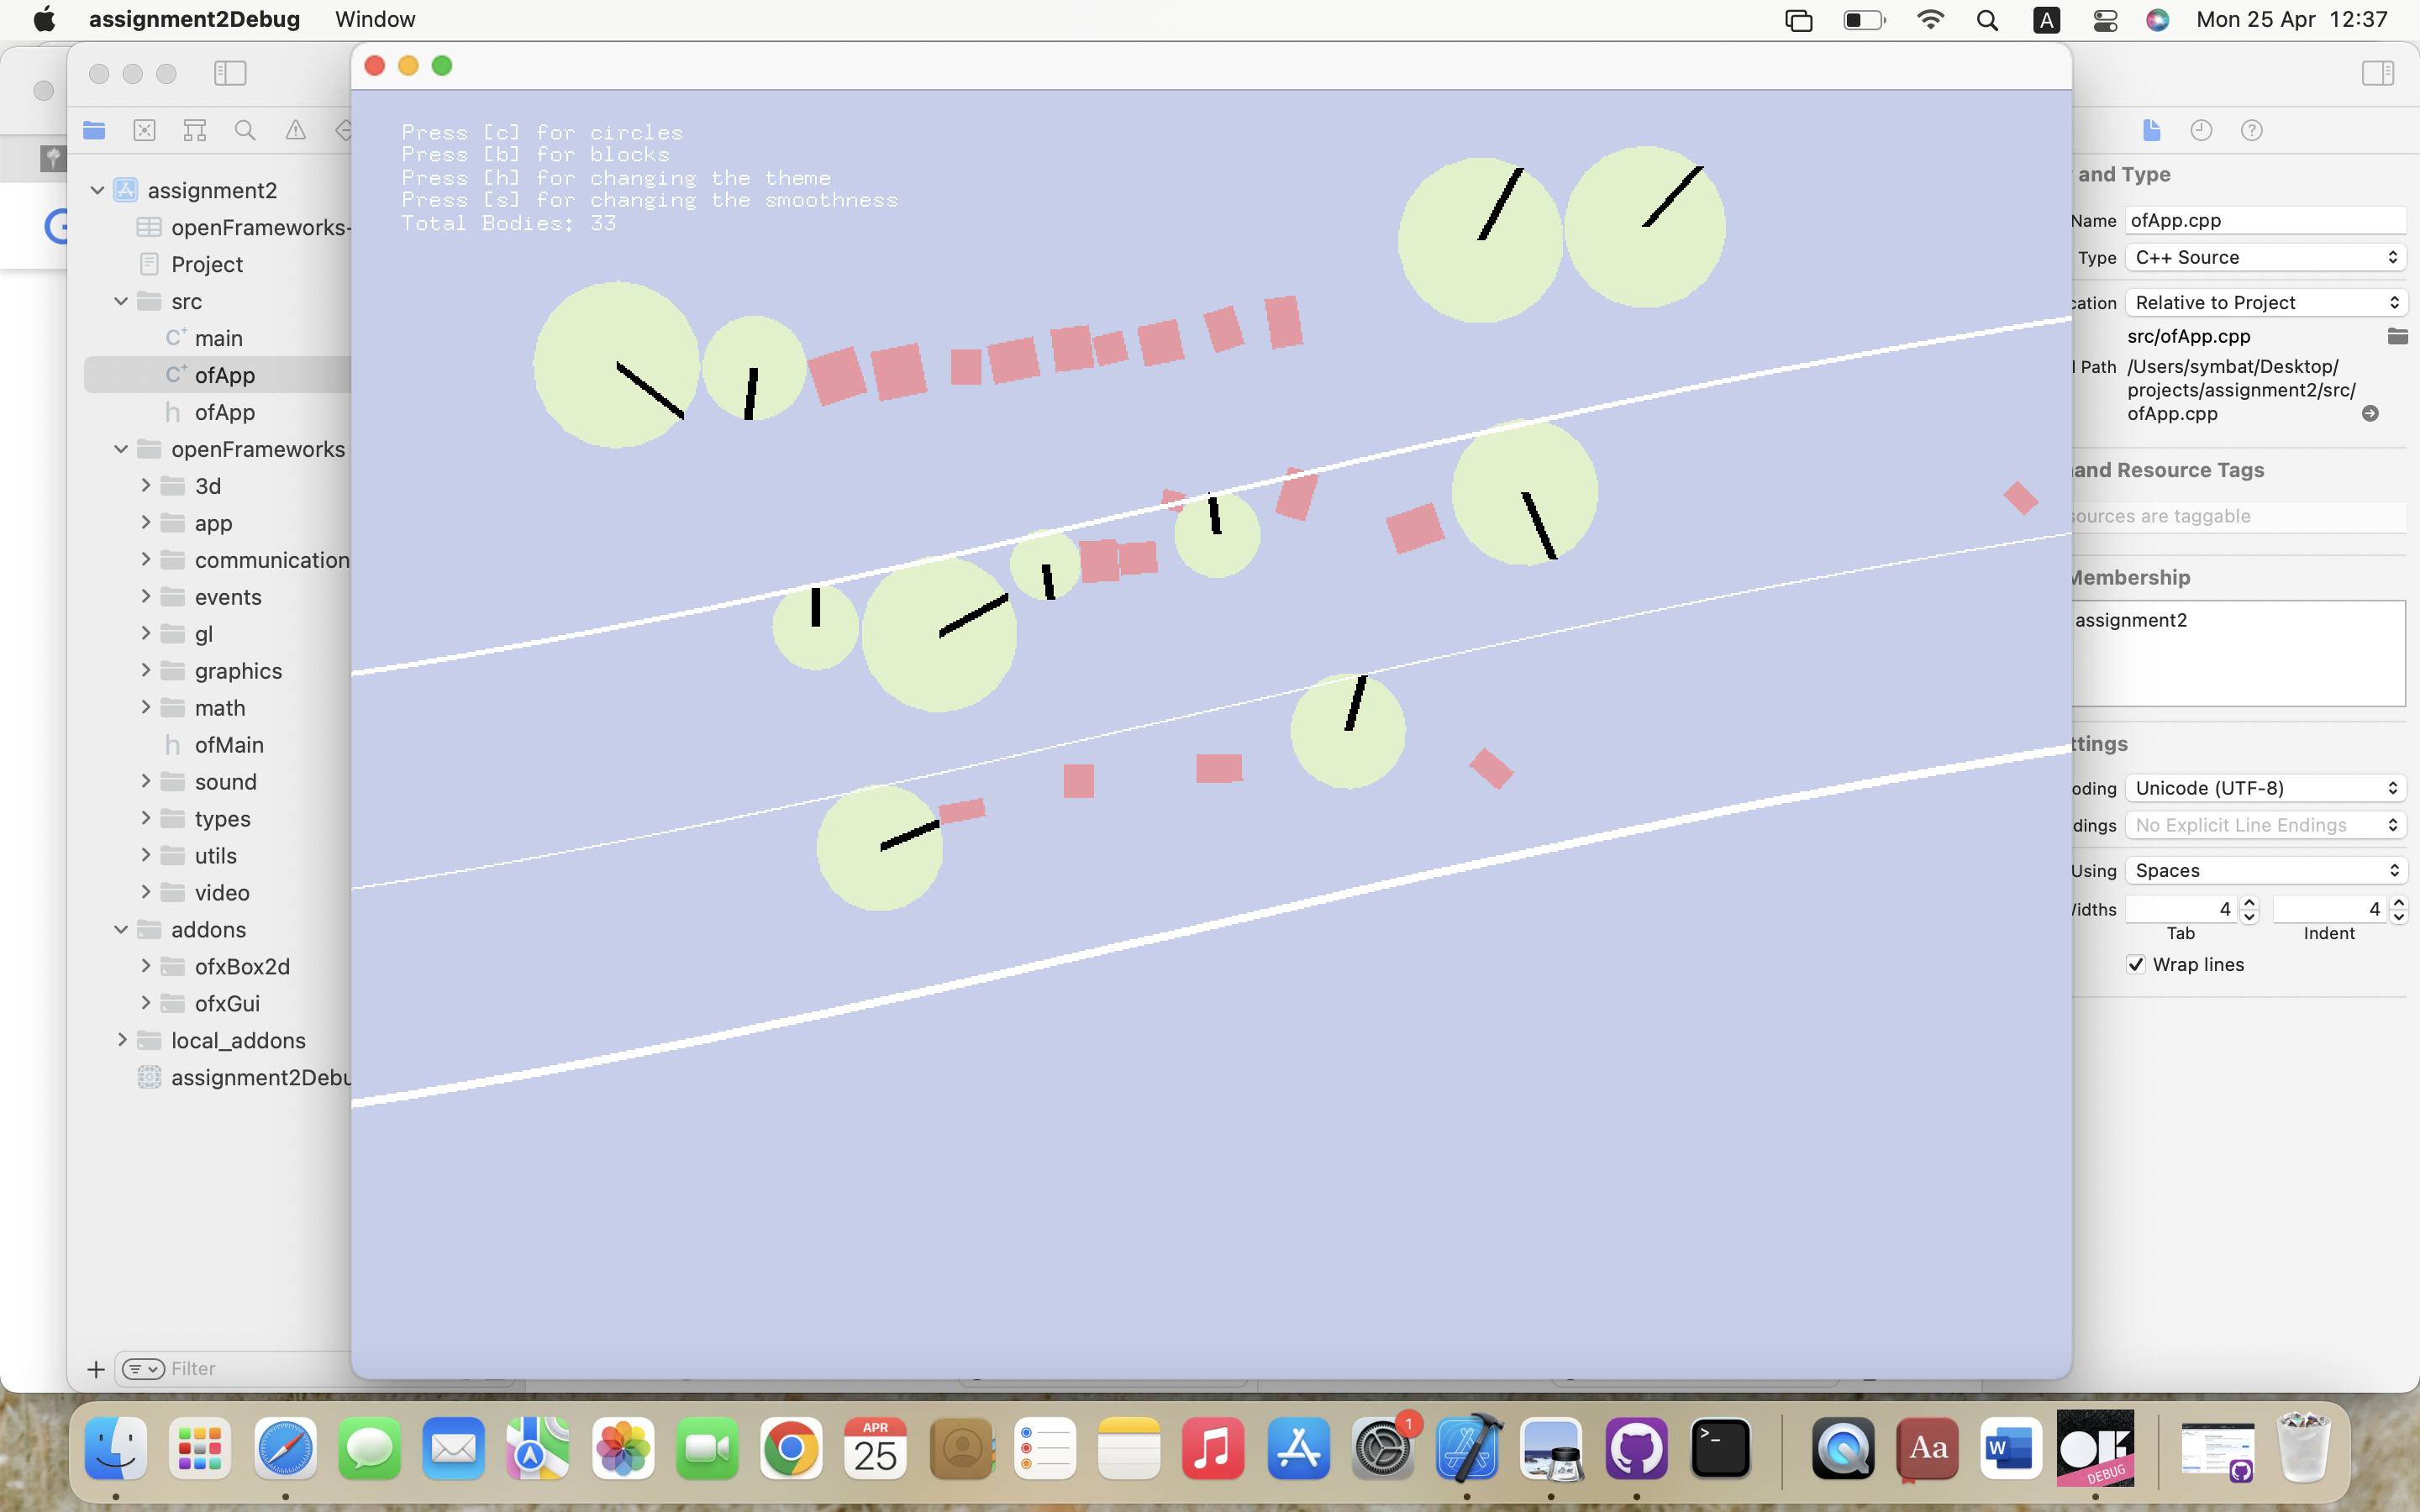 assignment2Debug Window
A Mon 25 Apr 12:37
Press [c] for circles
Press [b] for blocks
Press [h] for changing the theme
Press [s] for changing the smoothness
Total Bodies: 33
assignment2
openFrameworks-
Project
src
C+ main
C+ ofApp
h ofApp
openFrameworks
3d
app
communication
events
gl
graphics
math
h ofMain
sound
types
utils
video
addons
ofxBox2d
ofxGui
local_addons
assignment2Debu
Filter
and Type
Name ofApp.cpp
Type C++ Source
cation Relative to Project
src/ofApp.cpp
Path /Users/symbat/Desktop/
projects/assignment2/src/
ofApp.cpp
and Resource Tags
sources are taggable
Membership
assignment2
ttings
oding Unicode (UTF-8)
dings No Explicit Line Endings
Using Spaces
Widths 4 4
Tab Indent
Wrap lines
APR
25
1
>_
Aa
W
DEBUG